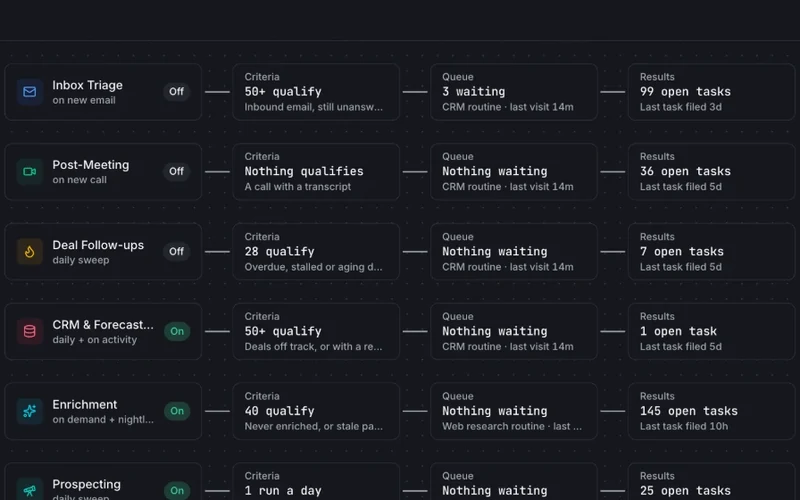 Inbox Triage
on new email
Off
Criteria
50+ qualify
Inbound email, still unansw...
Queue
3 waiting
CRM routine · last visit 14m
Results
99 open tasks
Last task filed 3d
Post-Meeting
on new call
Off
Criteria
Nothing qualifies
A call with a transcript
Queue
Nothing waiting
CRM routine · last visit 14m
Results
36 open tasks
Last task filed 5d
Deal Follow-ups
daily sweep
Off
Criteria
28 qualify
Overdue, stalled or aging d...
Queue
Nothing waiting
CRM routine · last visit 14m
Results
7 open tasks
Last task filed 5d
CRM & Forecast...
daily + on activity
On
Criteria
50+ qualify
Deals off track, or with a re...
Queue
Nothing waiting
CRM routine · last visit 14m
Results
1 open task
Last task filed 5d
Enrichment
on demand + nightl...
On
Criteria
40 qualify
Never enriched, or stale pa...
Queue
Nothing waiting
Web research routine · last ...
Results
145 open tasks
Last task filed 10h
Prospecting
daily sweep
On
Criteria
1 run a day
Queue
Nothing waiting
Results
25 open tasks